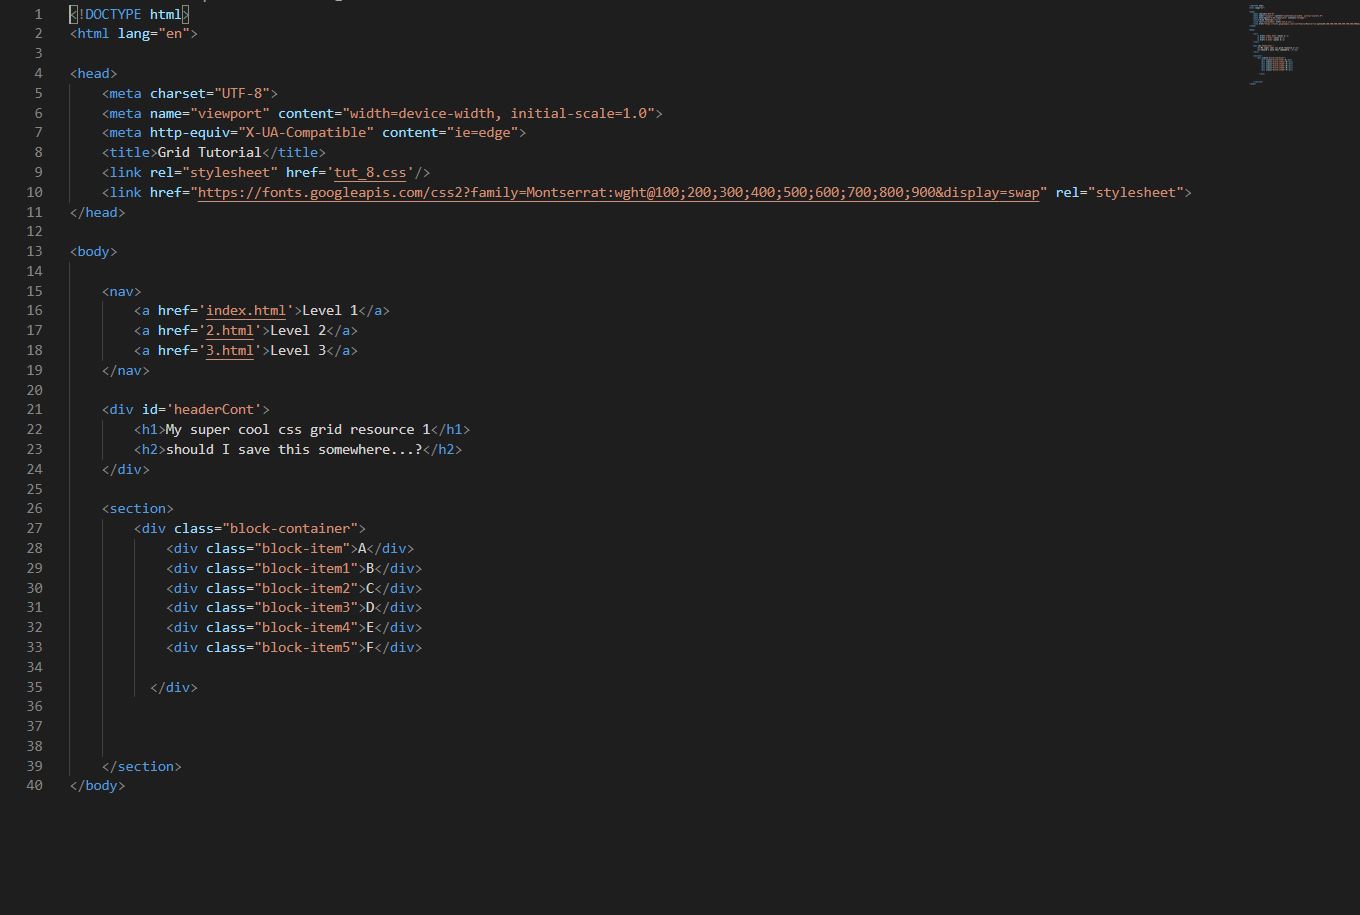 1 <!DOCTYPE html>
2 <html lang="en">
3
4 <head>
5 <meta charset="UTF-8">
6 <meta name="viewport" content="width=device-width, initial-scale=1.0">
7 <meta http-equiv="X-UA-Compatible" content="ie=edge">
8 <title>Grid Tutorial</title>
9 <link rel="stylesheet" href='tut_8.css'/>
10 <link href="https://fonts.googleapis.com/css2?family=Montserrat:wght@100;200;300;400;500;600;700;800;900&display=swap" rel="stylesheet">
11 </head>
12
13 <body>
14
15 <nav>
16 <a href='index.html'>Level 1</a>
17 <a href='2.html'>Level 2</a>
18 <a href='3.html'>Level 3</a>
19 </nav>
20
21 <div id='headerCont'>
22 <h1>My super cool css grid resource 1</h1>
23 <h2>should I save this somewhere...?</h2>
24 </div>
25
26 <section>
27 <div class="block-container">
28 <div class="block-item">A</div>
29 <div class="block-item1">B</div>
30 <div class="block-item2">C</div>
31 <div class="block-item3">D</div>
32 <div class="block-item4">E</div>
33 <div class="block-item5">F</div>
34
35 </div>
36
37
38
39 </section>
40 </body>